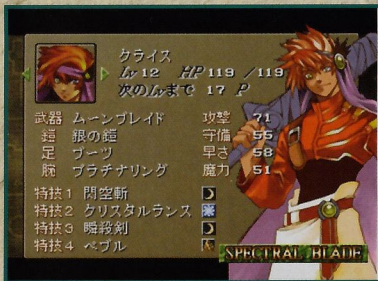 クライス
Lv 12 HP 119 / 119
次のLvまで 17 P
武器 ムーンブレイド 攻撃 71
鎧 銀の鎧 守備 55
足 ブーツ 早さ 58
腕 プラチナリング 魔力 51
特技1 閃空斬
特技2 クリスタルランス
特技3 瞬殺剣
特技4 ペブル
SPECTRAL BLADE